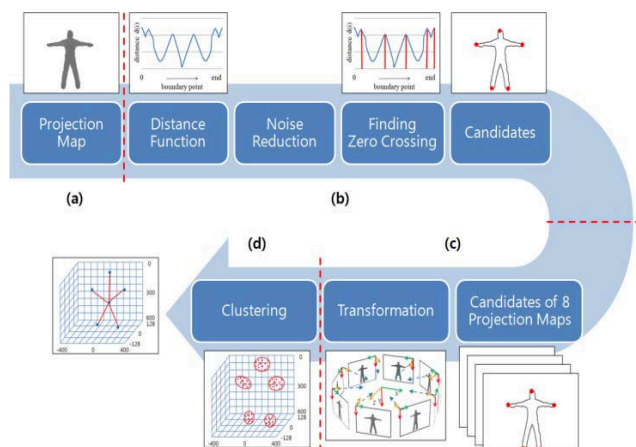 distance d(i)
0
end
boundary point
distance d(i)
0
end
boundary point
Projection
Map
Distance
Function
Noise
Reduction
Finding
Zero Crossing
Candidates
(a)
(b)
(d)
(c)
0
300
600
128
0
-128
-400
0
400
Clustering
Transformation
Candidates of 8
Projection Maps
0
300
600
128
0
-128
-400
0
400